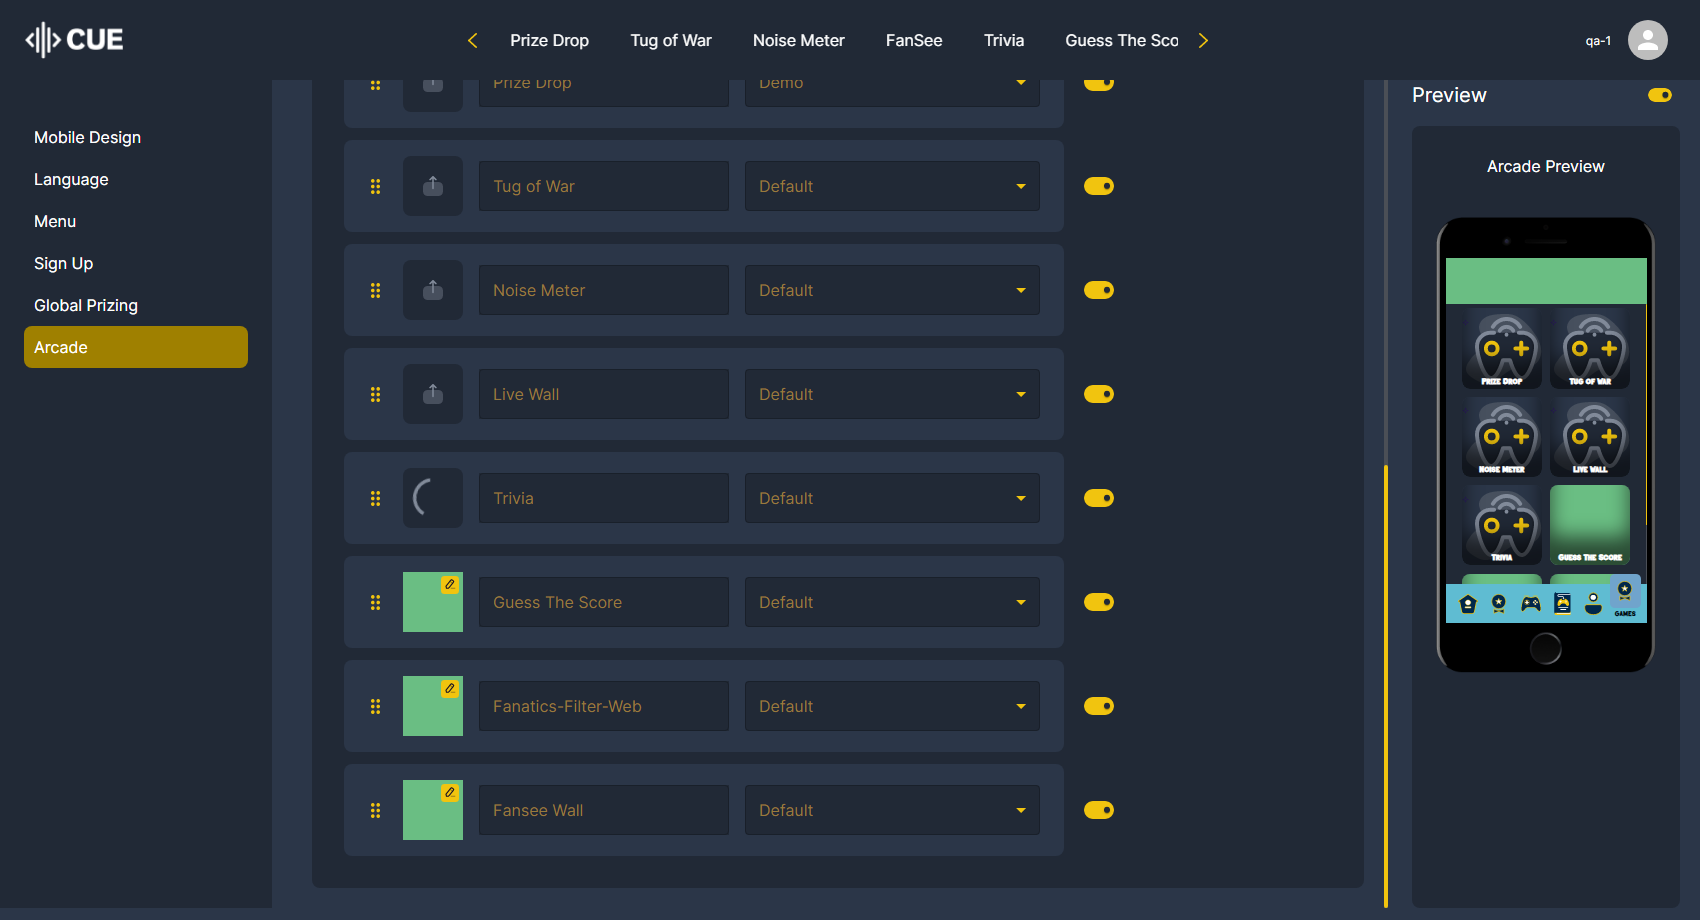 CUE
Prize Drop
Tug of War
Noise Meter
FanSee
Trivia
Guess The Sco
qa-1
Mobile Design
Language
Menu
Sign Up
Global Prizing
Arcade
Prize Drop
Demo
Tug of War
Default
Noise Meter
Default
Live Wall
Default
Trivia
Default
Guess The Score
Default
Fanatics-Filter-Web
Default
Fansee Wall
Default
Preview
Arcade Preview
Prize Drop
Tug of War
Noise Meter
Live Wall
Trivia
Guess The Score
GAMES